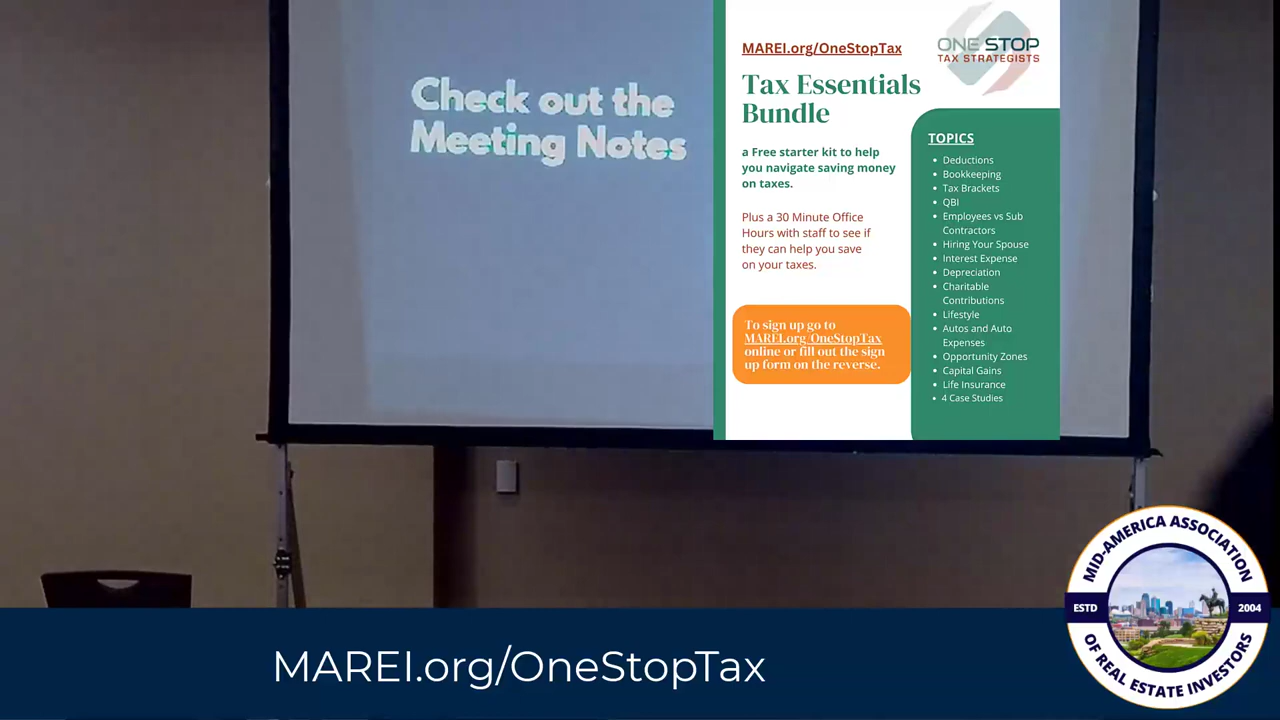 Check out the
Meeting Notes
MAREI.org/OneStopTax
ONE STOP
TAX STRATEGISTS
Tax Essentials
Bundle
a Free starter kit to help
you navigate saving money
on taxes.
Plus a 30 Minute Office
Hours with staff to see if
they can help you save
on your taxes.
To sign up go to
MAREI.org/OneStopTax
online or fill out the sign
up form on the reverse.
TOPICS
• Deductions
• Bookkeeping
• Tax Brackets
• QBI
• Employees vs Sub
Contractors
• Hiring Your Spouse
• Interest Expense
• Depreciation
• Charitable
Contributions
• Lifestyle
• Autos and Auto
Expenses
• Opportunity Zones
• Capital Gains
• Life Insurance
• 4 Case Studies
MID-AMERICA ASSOCIATION
ESTD 2004
OF REAL ESTATE INVESTORS
MAREI.org/OneStopTax